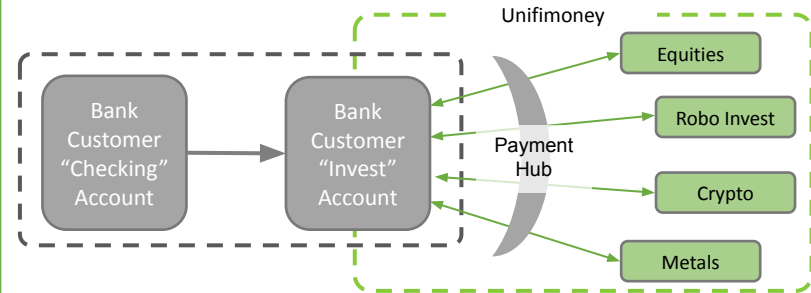 Unifimoney
Bank
Customer
“Checking”
Account
Bank
Customer
“Invest”
Account
Payment
Hub
Equities
Robo Invest
Crypto
Metals